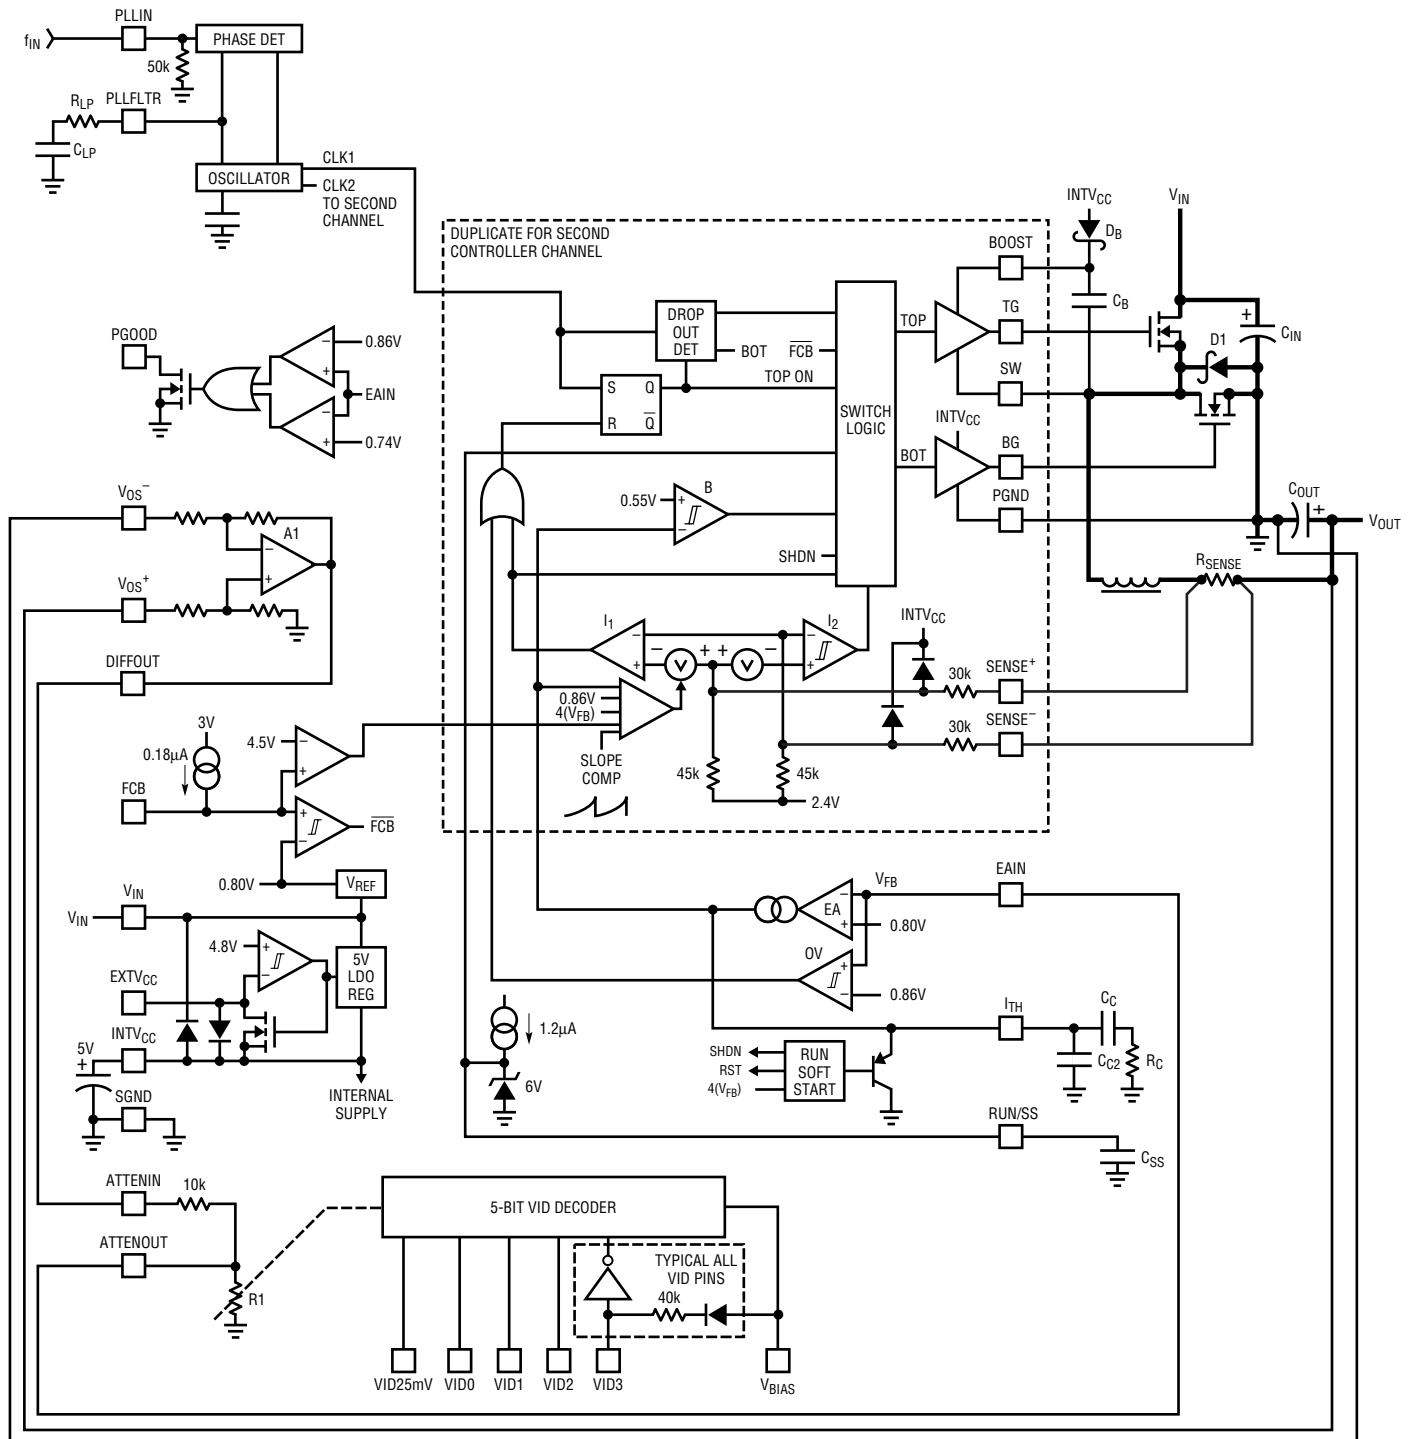 PLLIN
fIN
PHASE DET
50k
RLP
PLLFLTR
CLP
OSCILLATOR
CLK1
CLK2
TO SECOND
CHANNEL
DUPLICATE FOR SECOND
CONTROLLER CHANNEL
INTVCC
VIN
DB
BOOST
CB
DROP
OUT
DET
BOT
FCB
TOP ON
TOP
TG
+
CIN
D1
SW
PGOOD
−
0.86V
+
EAIN
−
+
0.74V
S
Q
R
Q
SWITCH
LOGIC
INTVCC
BOT
BG
PGND
COUT
+
VOUT
VOS−
A1
−
+
VOS+
0.55V
+
B
−
SHDN
RSENSE
DIFFOUT
I1
−
+
−
+
+
−
I2
−
+
INTVCC
30k
SENSE+
30k
SENSE−
0.86V
4(VFB)
SLOPE
COMP
45k
45k
2.4V
3V
0.18µA
4.5V
−
+
FCB
+
−
FCB
0.80V
VREF
VIN
VIN
4.8V
+
−
5V
LDO
REG
EXTVCC
INTVCC
5V
+
SGND
INTERNAL
SUPPLY
VFB
EAIN
−
EA
+
0.80V
OV
+
−
0.86V
1.2µA
6V
ITH
CC
CC2
RC
SHDN
RST
4(VFB)
RUN
SOFT
START
RUN/SS
CSS
ATTENIN
10k
5-BIT VID DECODER
ATTENOUT
R1
TYPICAL ALL
VID PINS
40k
VID25mV
VID0
VID1
VID2
VID3
VBIAS